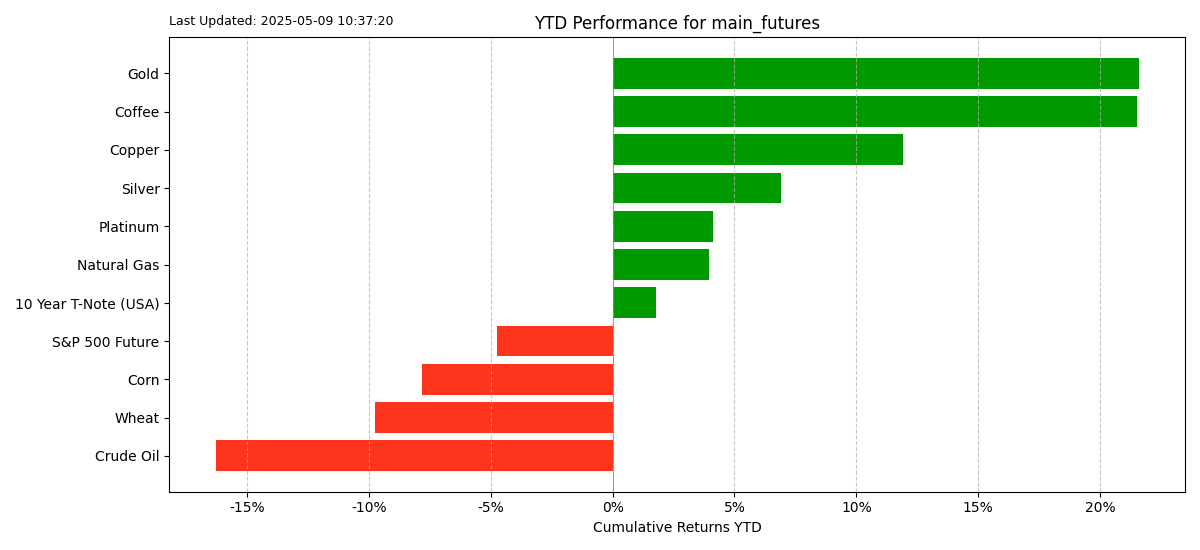 Last Updated: 2025-05-09 10:37:20
YTD Performance for main_futures
Gold
Coffee
Copper
Silver
Platinum
Natural Gas
10 Year T-Note (USA)
S&P 500 Future
Corn
Wheat
Crude Oil
-15% -10% -5% 0% 5% 10% 15% 20%
Cumulative Returns YTD